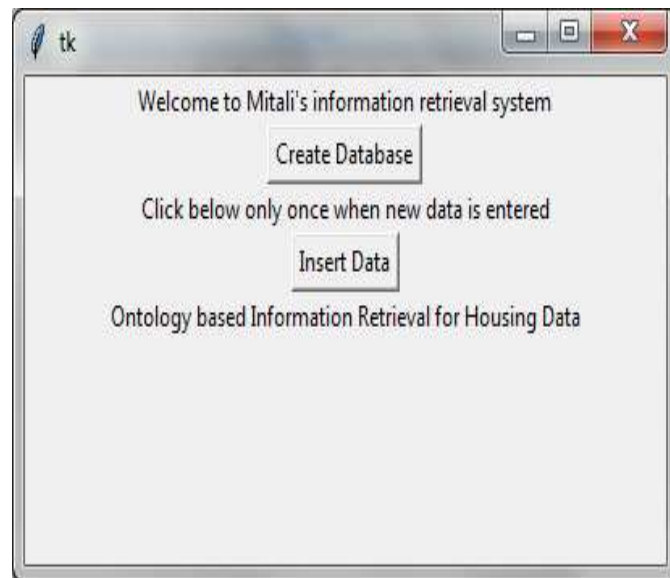 tk
X
Welcome to Mitali's information retrieval system
Create Database
Click below only once when new data is entered
Insert Data
Ontology based Information Retrieval for Housing Data